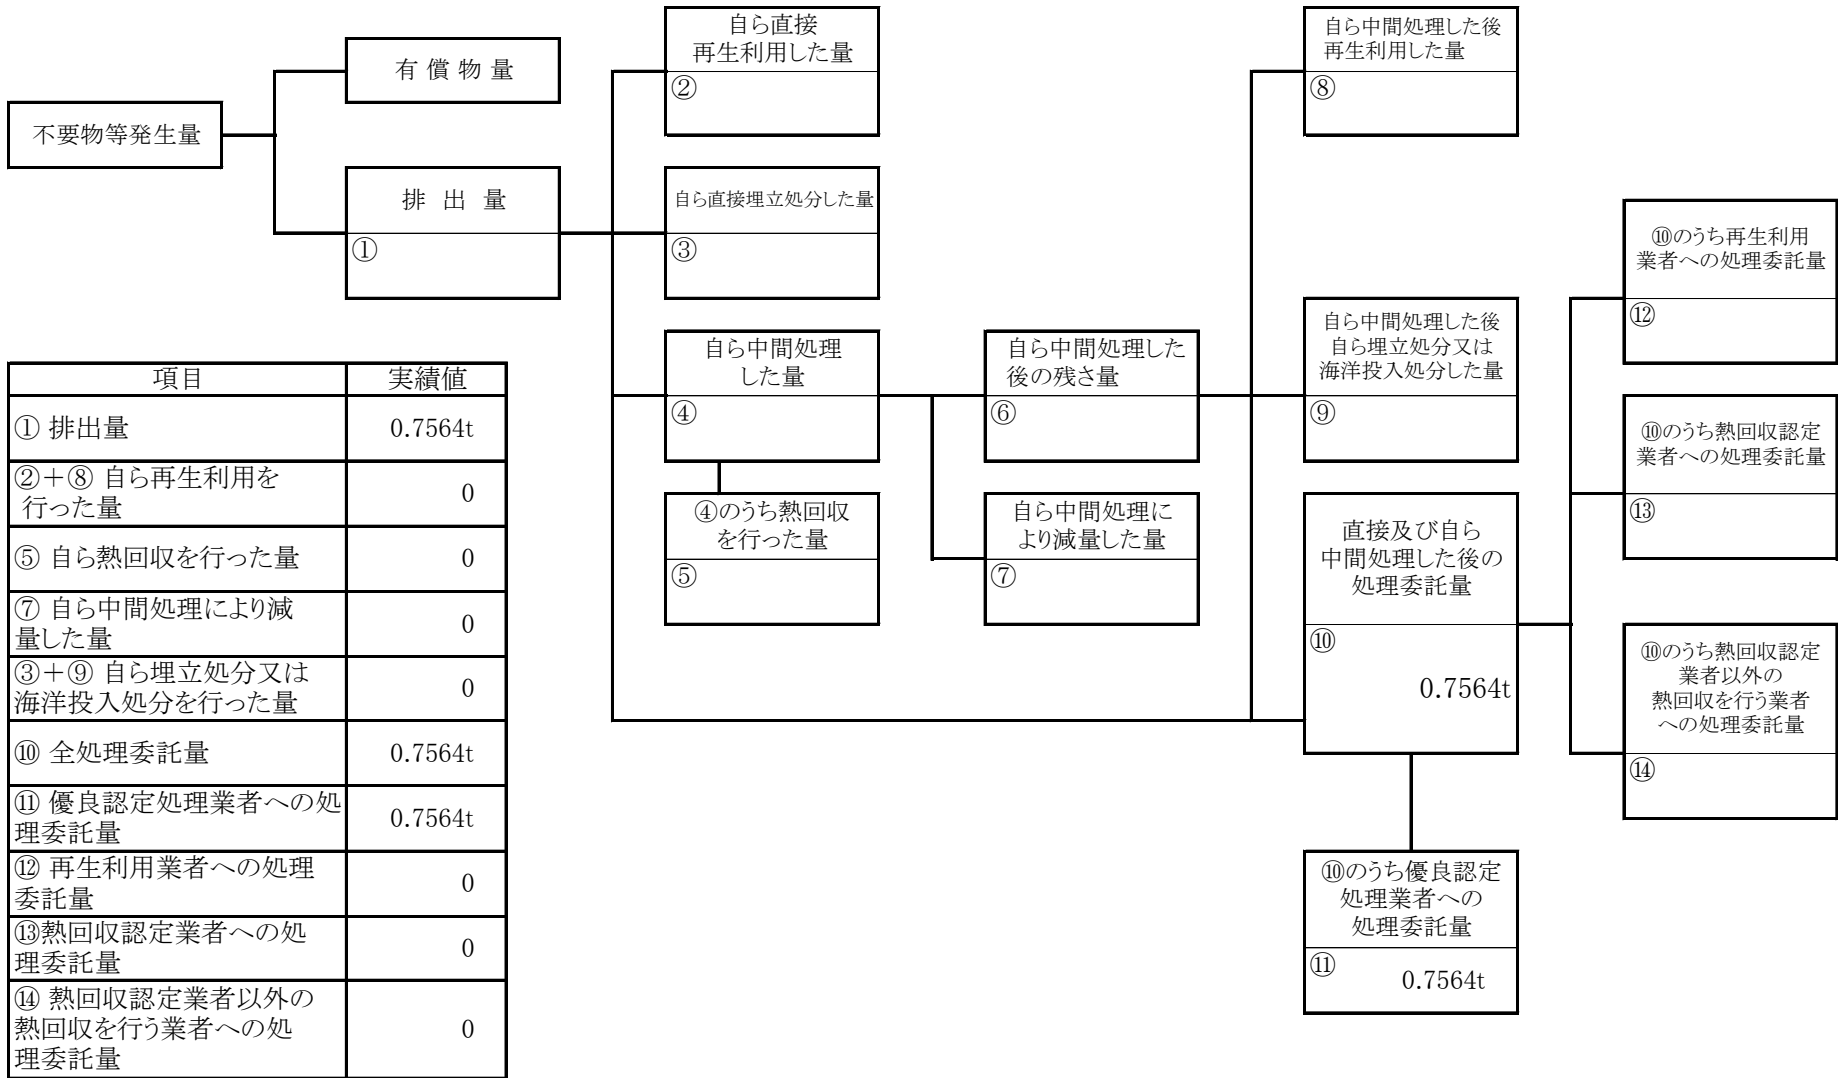 不要物等発生量
有償物量
排出量
①
自ら直接
再生利用した量
②
自ら直接埋立処分した量
③
自ら中間処理
した量
④
④のうち熱回収
を行った量
⑤
自ら中間処理した
後の残さ量
⑥
自ら中間処理に
より減量した量
⑦
自ら中間処理した後
再生利用した量
⑧
自ら中間処理した後
自ら埋立処分又は
海洋投入処分した量
⑨
直接及び自ら
中間処理した後の
処理委託量
⑩
0.7564t
⑩のうち優良認定
処理業者への
処理委託量
⑪ 0.7564t
⑩のうち再生利用
業者への処理委託量
⑫
⑩のうち熱回収認定
業者への処理委託量
⑬
⑩のうち熱回収認定
業者以外の
熱回収を行う業者
への処理委託量
⑭
項目 実績値
① 排出量 0.7564t
②+⑧ 自ら再生利用を
行った量 0
⑤ 自ら熱回収を行った量 0
⑦ 自ら中間処理により減
量した量 0
③+⑨ 自ら埋立処分又は
海洋投入処分を行った量 0
⑩ 全処理委託量 0.7564t
⑪ 優良認定処理業者への処
理委託量 0.7564t
⑫ 再生利用業者への処理
委託量 0
⑬熱回収認定業者への処
理委託量 0
⑭ 熱回収認定業者以外の
熱回収を行う業者への処
理委託量 0